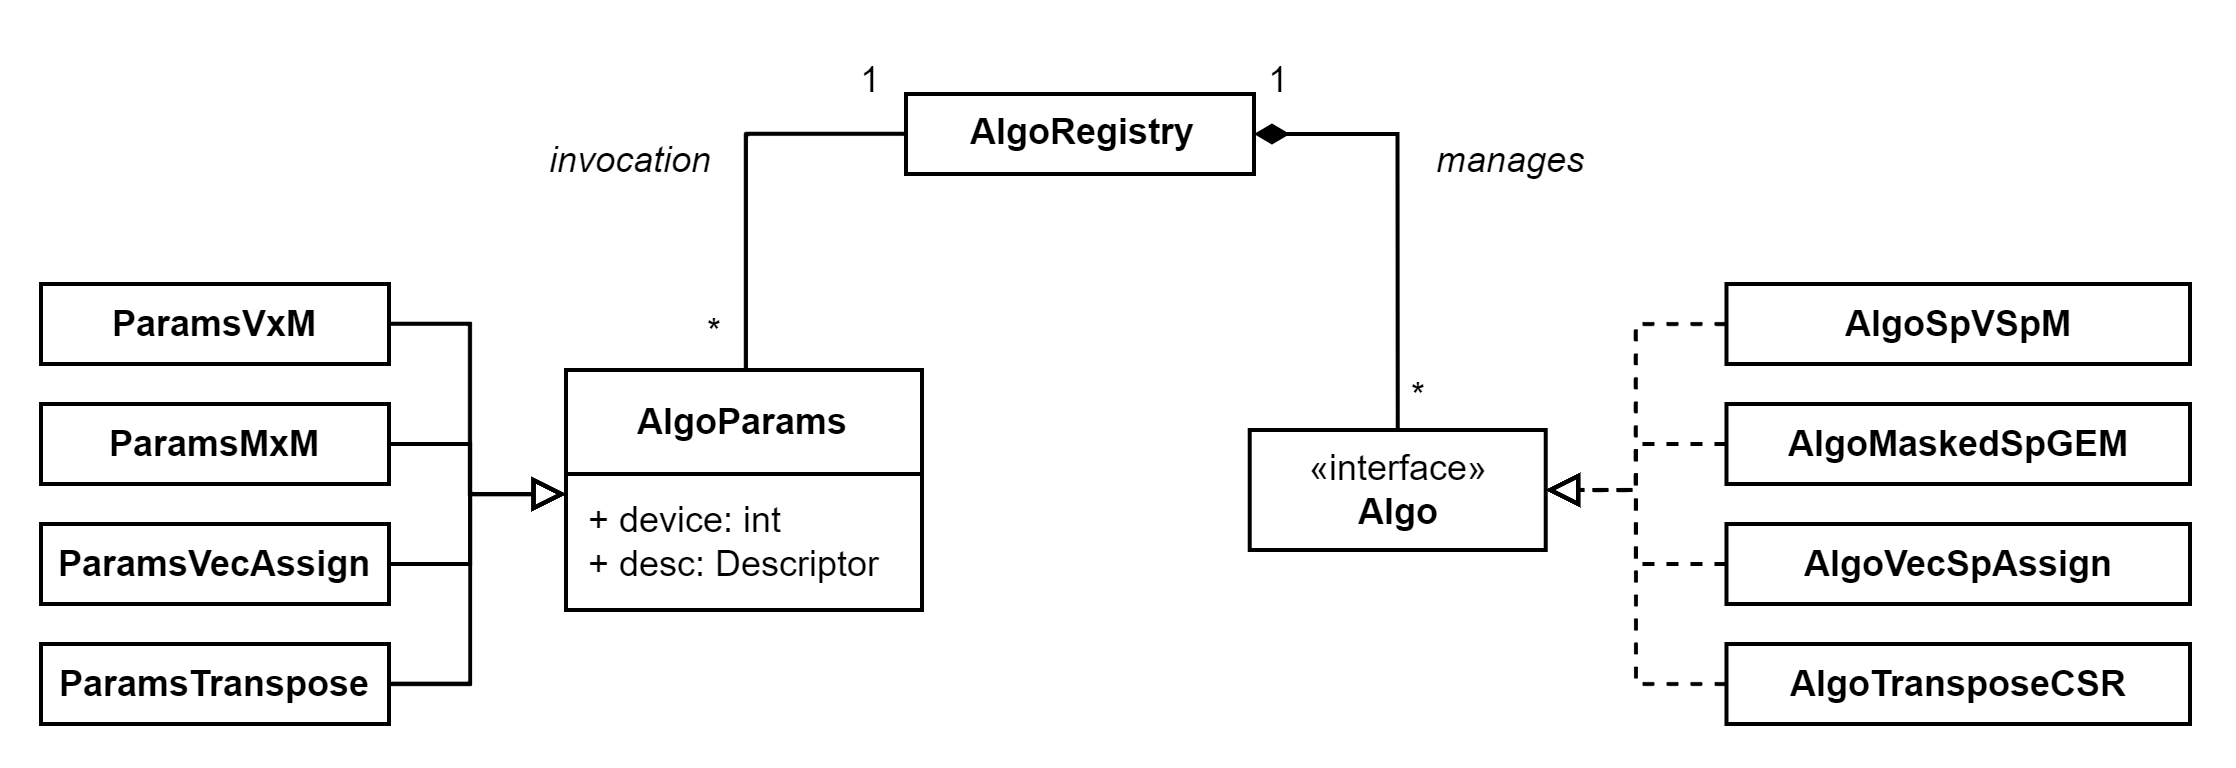 1
1
AlgoRegistry
invocation
manages
*
*
ParamsVxM
ParamsMxM
ParamsVecAssign
ParamsTranspose
AlgoParams
+ device: int
+ desc: Descriptor
«interface»
Algo
AlgoSpVSpM
AlgoMaskedSpGEM
AlgoVecSpAssign
AlgoTransposeCSR